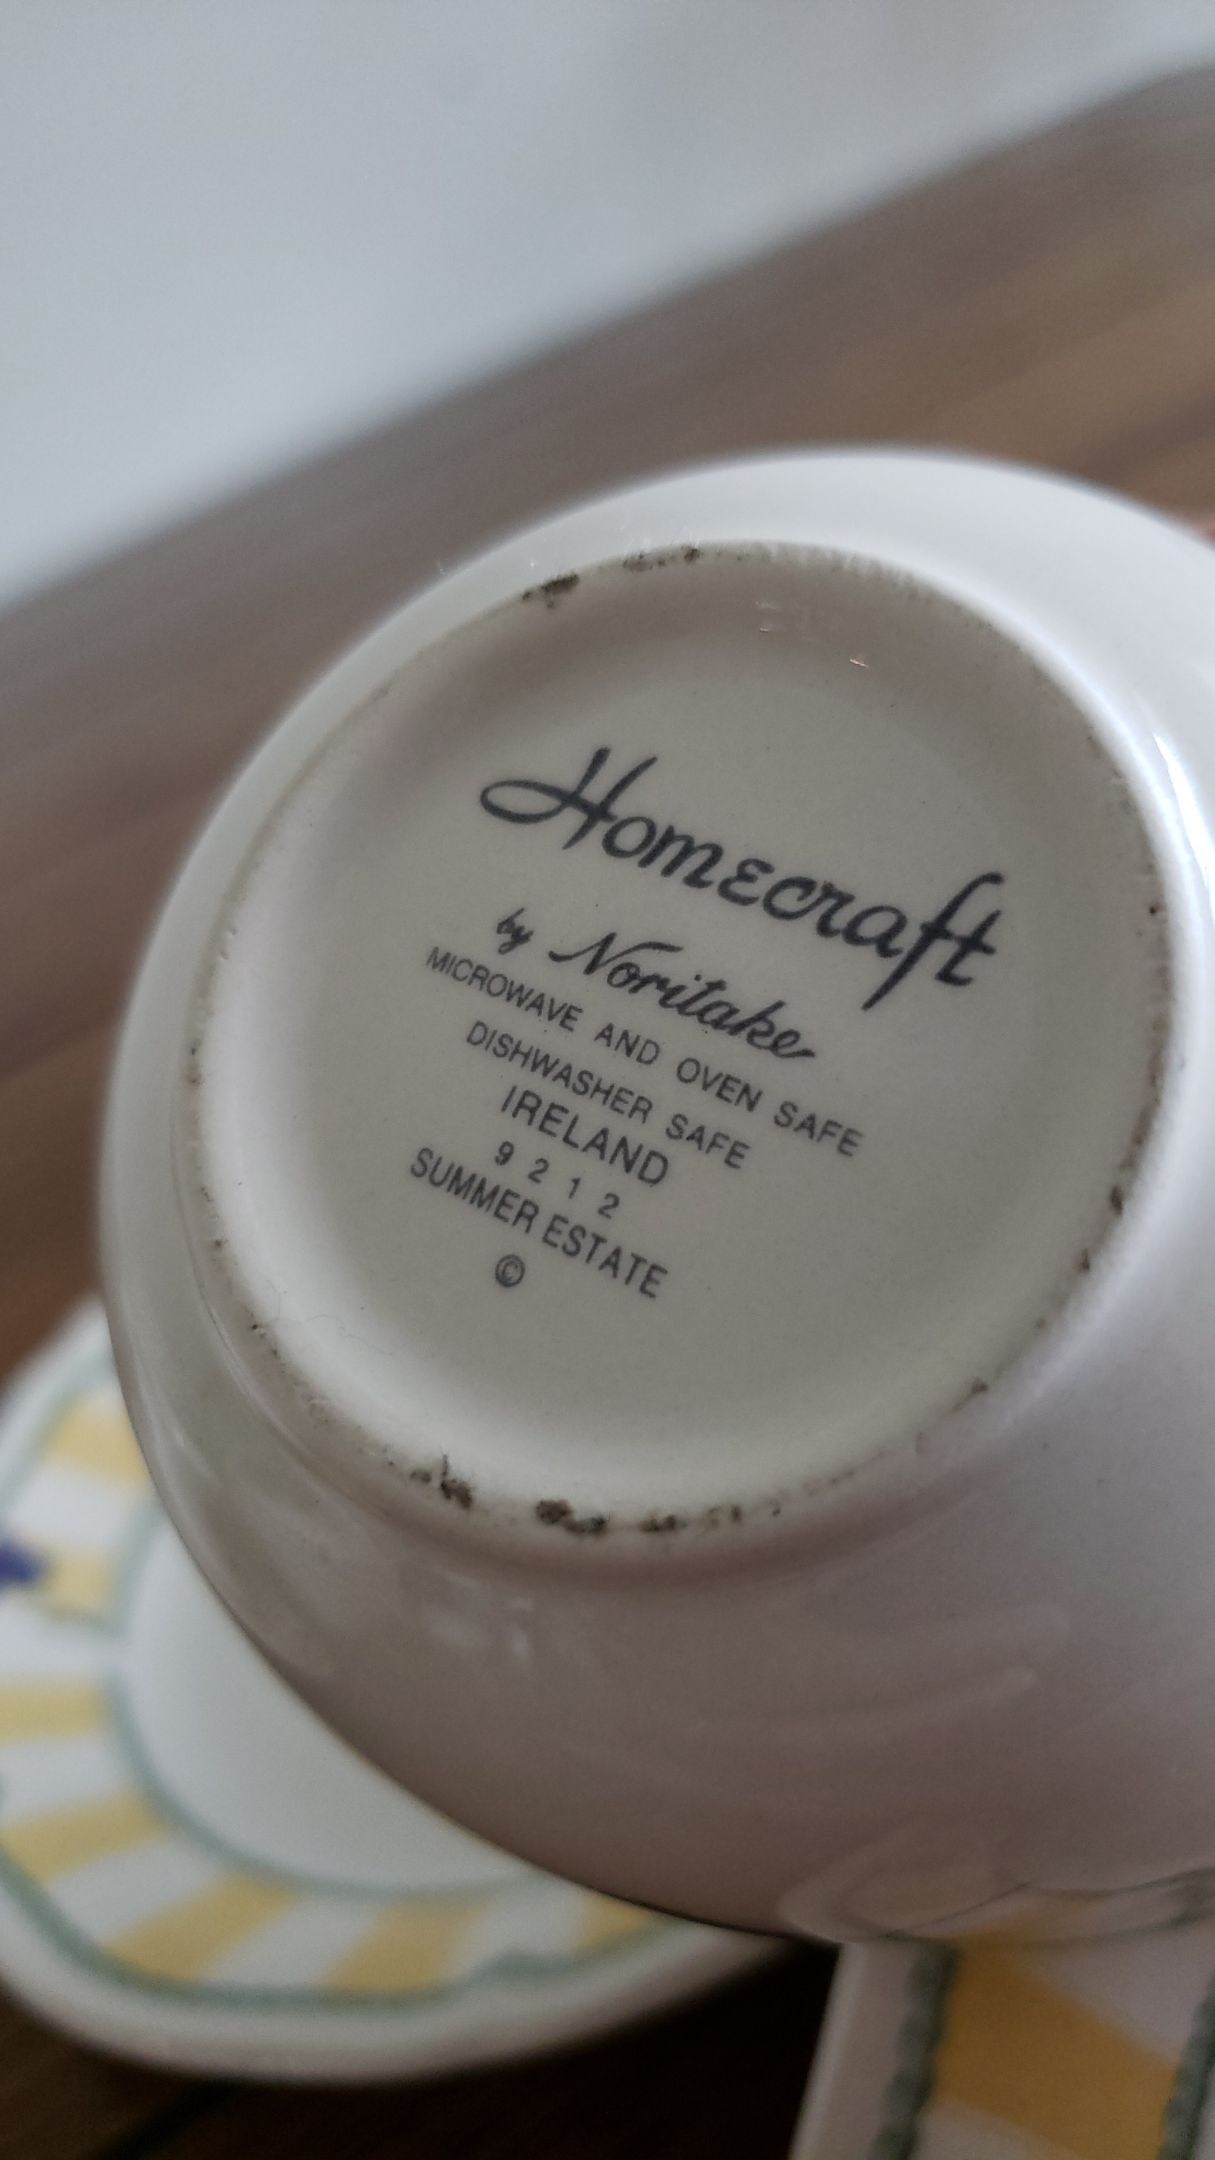 Homecraft
by Noritake
MICROWAVE AND OVEN SAFE
DISHWASHER SAFE
IRELAND
9212
SUMMER ESTATE
©